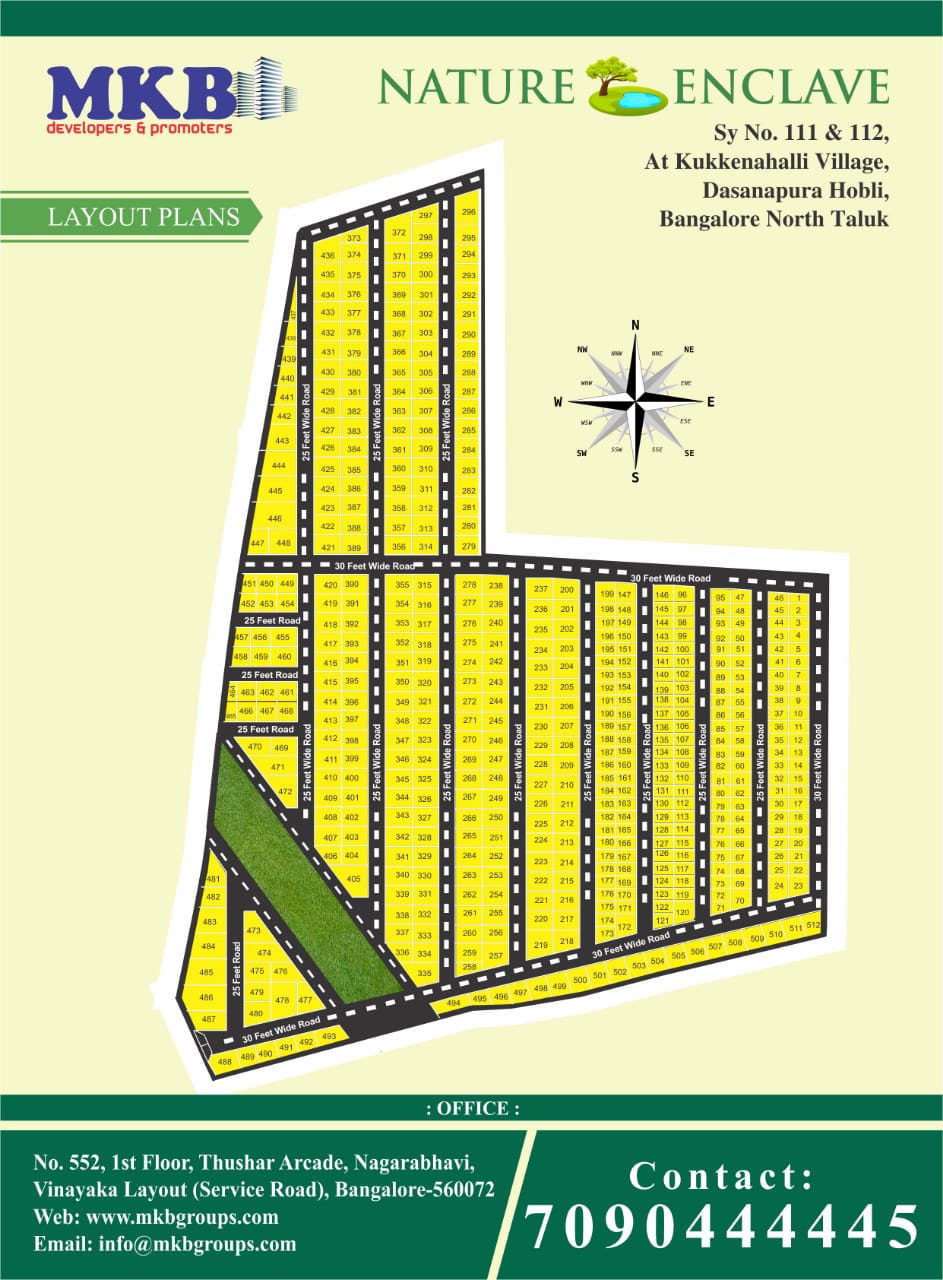 MKB
developers & promoters
NATURE ENCLAVE
Sy No. 111 & 112,
At Kukkenahalli Village,
Dasanapura Hobli,
Bangalore North Taluk
LAYOUT PLANS
N
NNW
NNE
NW
NE
WNW
ENE
W
E
WSW
ESE
SW
SE
SSW
SSE
S
297 296
373 372 298 295
436 374 371 299 294
435 375 370 300 293
434 376 369 301 292
437 433 377 368 302 291
438 432 378 367 303 290
439 431 379 366 304 289
440 430 380 365 305 288
441 429 381 364 306 287
442 428 382 363 307 286
427 383 362 308 285
443 426 384 361 309 284
444 425 385 360 310 283
445 424 386 359 311 282
423 387 358 312 281
446 422 388 357 313 280
447 448 421 389 356 314 279
25 Feet Wide Road
25 Feet Wide Road
25 Feet Wide Road
30 Feet Wide Road
30 Feet Wide Road
451 450 449
452 453 454
25 Feet Road
457 456 455
458 459 460
25 Feet Road
464 463 462 461
465 466 467 468
25 Feet Road
470 469
471
472
420 390
419 391
418 392
417 393
416 394
415 395
414 396
413 397
412 398
411 399
410 400
409 401
408 402
407 403
406 404
405
355 315
354 316
353 317
352 318
351 319
350 320
349 321
348 322
347 323
346 324
345 325
344 326
343 327
342 328
341 329
340 330
339 331
338 332
337 333
336 334
335
278 238
277 239
276 240
275 241
274 242
273 243
272 244
271 245
270 246
269 247
268 248
267 249
266 250
265 251
264 252
263 253
262 254
261 255
260 256
259 257
258
237 200
236 201
235 202
234 203
233 204
232 205
231 206
230 207
229 208
228 209
227 210
226 211
225 212
224 213
223 214
222 215
221 216
220 217
219 218
199 147
198 148
197 149
196 150
195 151
194 152
193 153
192 154
191 155
190 156
189 157
188 158
187 159
186 160
185 161
184 162
183 163
182 164
181 165
180 166
179 167
178 168
177 169
176 170
175 171
174 172
173
146 96
145 97
144 98
143 99
142 100
141 101
140 102
139 103
138 104
137 105
136 106
135 107
134 108
133 109
132 110
131 111
130 112
129 113
128 114
127 115
126 116
125 117
124 118
123 119
122 120
121
95 47
94 48
93 49
92 50
91 51
90 52
89 53
88 54
87 55
86 56
85 57
84 58
83 59
82 60
81 61
80 62
79 63
78 64
77 65
76 66
75 67
74 68
73 69
72 70
71
46 1
45 2
44 3
43 4
42 5
41 6
40 7
39 8
38 9
37 10
36 11
35 12
34 13
33 14
32 15
31 16
30 17
29 18
28 19
27 20
26 21
25 22
24 23
25 Feet Wide Road
25 Feet Wide Road
25 Feet Wide Road
25 Feet Wide Road
25 Feet Wide Road
25 Feet Wide Road
25 Feet Wide Road
30 Feet Wide Road
481
482
483
484
485
486
487
25 Feet Road
473
474
475 476
479 478 477
480
30 Feet Wide Road
30 Feet Wide Road
488 489 490 491 492 493
494 495 496 497 498 499 500 501 502 503 504 505 506 507 508 509 510 511 512
: OFFICE :
No. 552, 1st Floor, Thushar Arcade, Nagarabhavi,
Vinayaka Layout (Service Road), Bangalore-560072
Web: www.mkbgroups.com
Email: info@mkbgroups.com
Contact:
7090444445